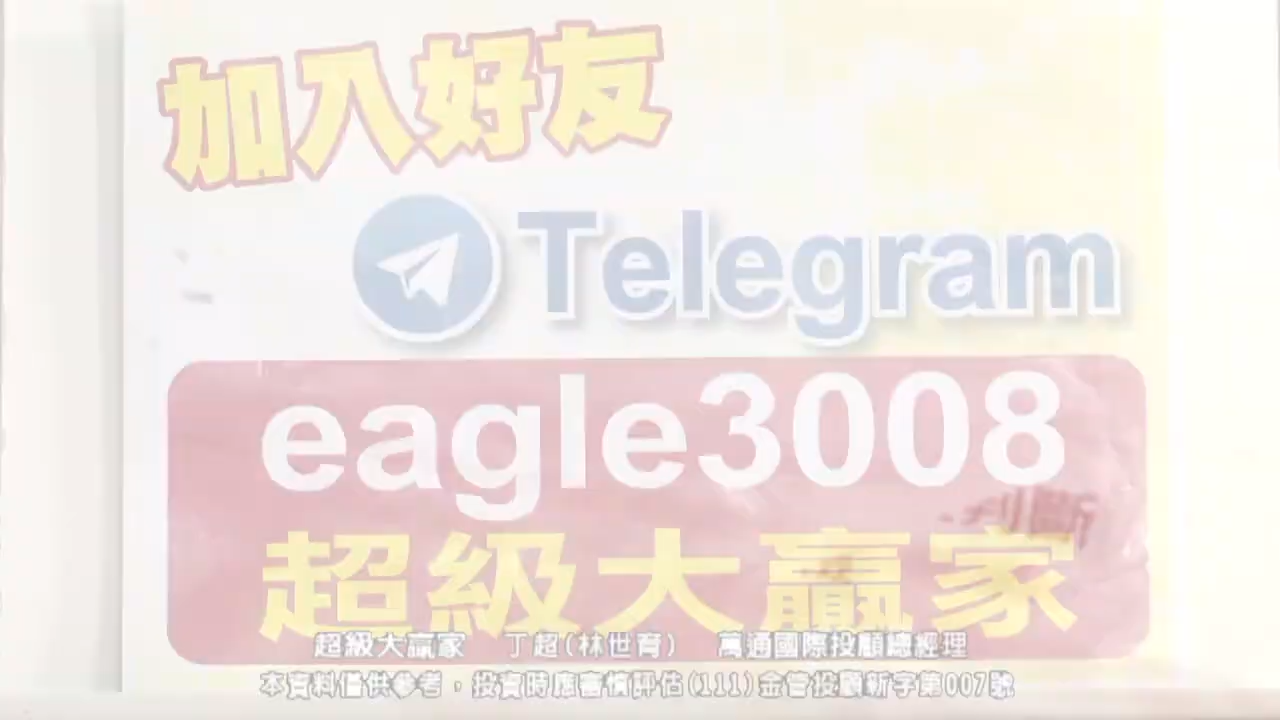 加入好友
Telegram
eagle3008
判斷
超級大贏家
超級大贏家 丁超(林世育) 萬通國際投顧總經理
本資料僅供參考，投資時應審慎評估(111)金管投顧新字第007號